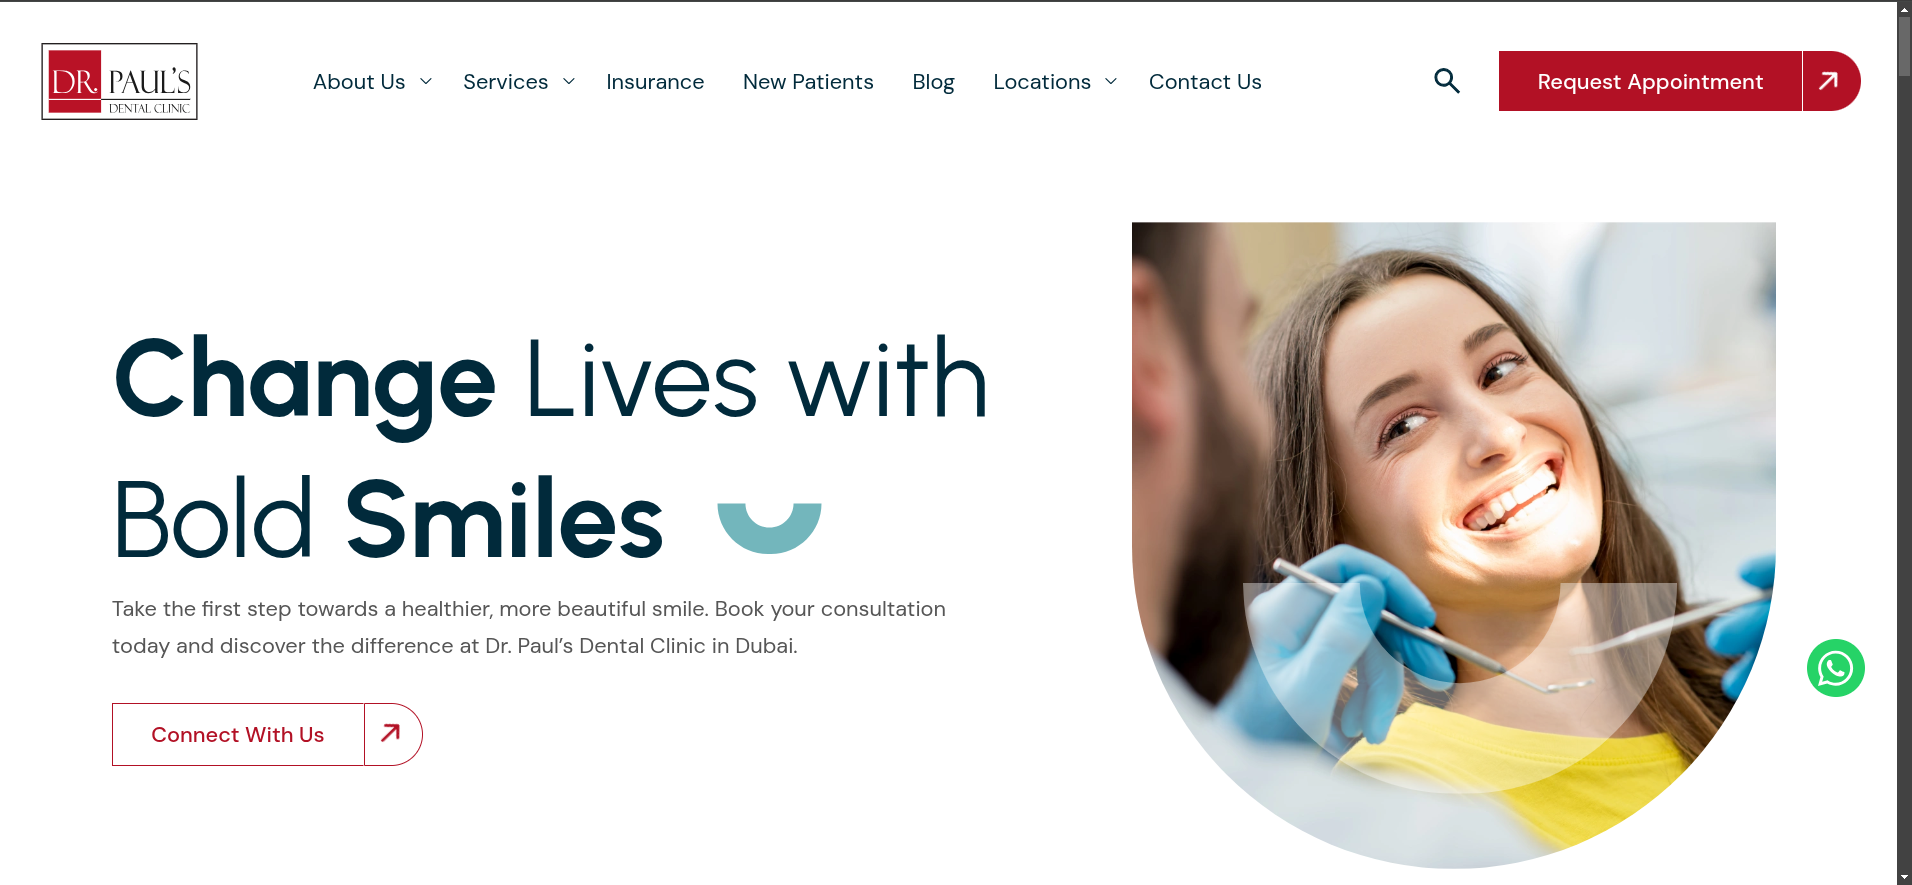 DR. PAUL'S
DENTAL CLINIC
About Us
Services
Insurance
New Patients
Blog
Locations
Contact Us
Request Appointment
Change Lives with
Bold Smiles
Take the first step towards a healthier, more beautiful smile. Book your consultation
today and discover the difference at Dr. Paul’s Dental Clinic in Dubai.
Connect With Us